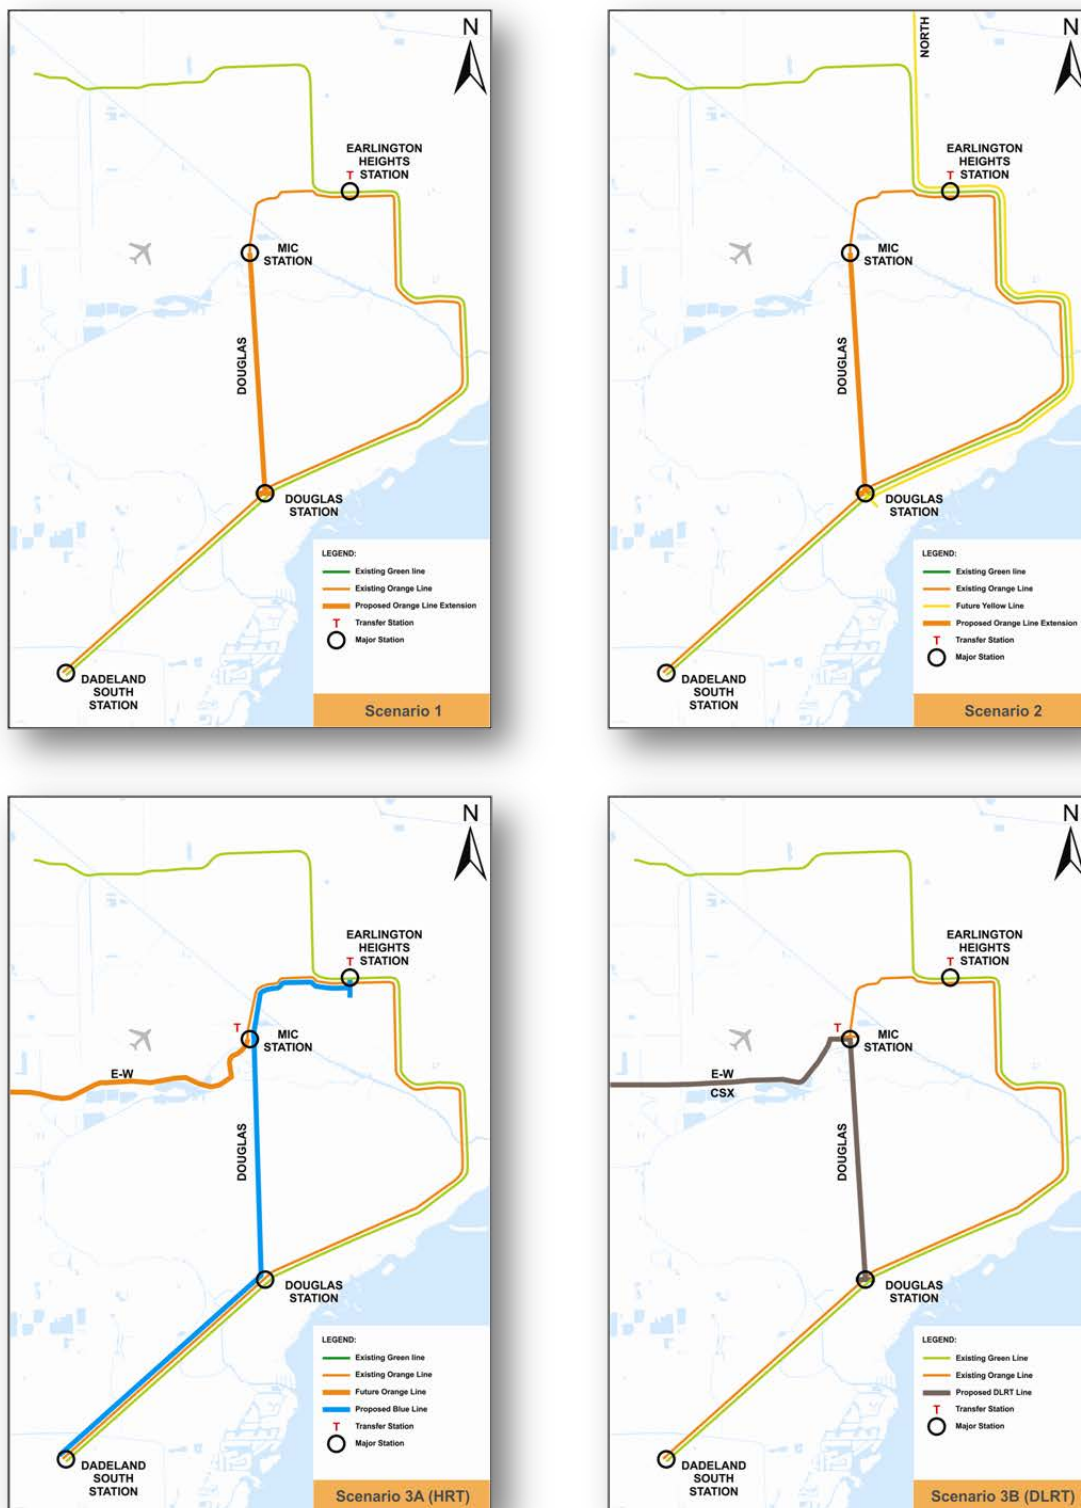 N
EARLINGTON
HEIGHTS
T STATION
MIC
STATION
DOUGLAS
DOUGLAS
STATION
DADELAND
SOUTH
STATION
LEGEND:
Existing Green line
Existing Orange Line
Proposed Orange Line Extension
T Transfer Station
Major Station
Scenario 1
N
NORTH
EARLINGTON
HEIGHTS
T STATION
MIC
STATION
DOUGLAS
DOUGLAS
STATION
DADELAND
SOUTH
STATION
LEGEND:
Existing Green line
Existing Orange Line
Future Yellow Line
Proposed Orange Line Extension
T Transfer Station
Major Station
Scenario 2
N
EARLINGTON
HEIGHTS
T STATION
T
MIC
STATION
E-W
DOUGLAS
DOUGLAS
STATION
DADELAND
SOUTH
STATION
LEGEND:
Existing Green line
Existing Orange Line
Future Orange Line
Proposed Blue Line
T Transfer Station
Major Station
Scenario 3A (HRT)
N
EARLINGTON
HEIGHTS
T STATION
T
MIC
STATION
E-W
CSX
DOUGLAS
DOUGLAS
STATION
DADELAND
SOUTH
STATION
LEGEND:
Existing Green Line
Existing Orange Line
Proposed DLRT Line
T Transfer Station
Major Station
Scenario 3B (DLRT)